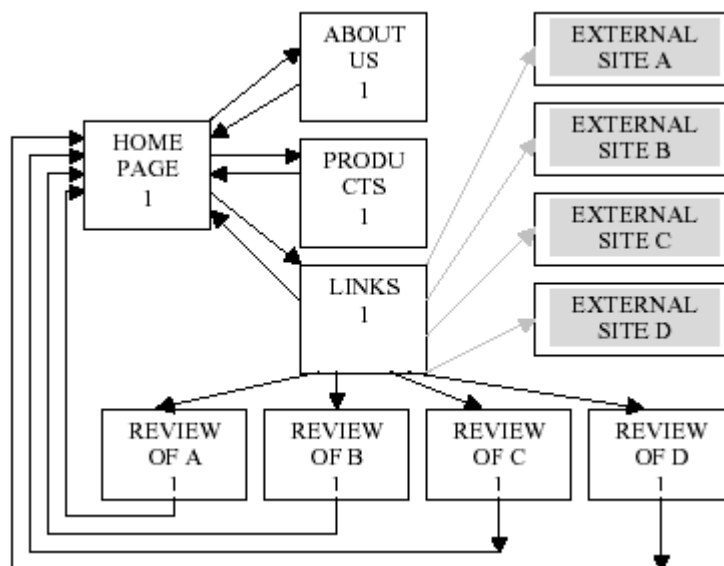 ABOUT
US
1
EXTERNAL
SITE A
HOME
PAGE
1
PRODU
CTS
1
EXTERNAL
SITE B
EXTERNAL
SITE C
LINKS
1
EXTERNAL
SITE D
REVIEW
OF A
1
REVIEW
OF B
1
REVIEW
OF C
1
REVIEW
OF D
1